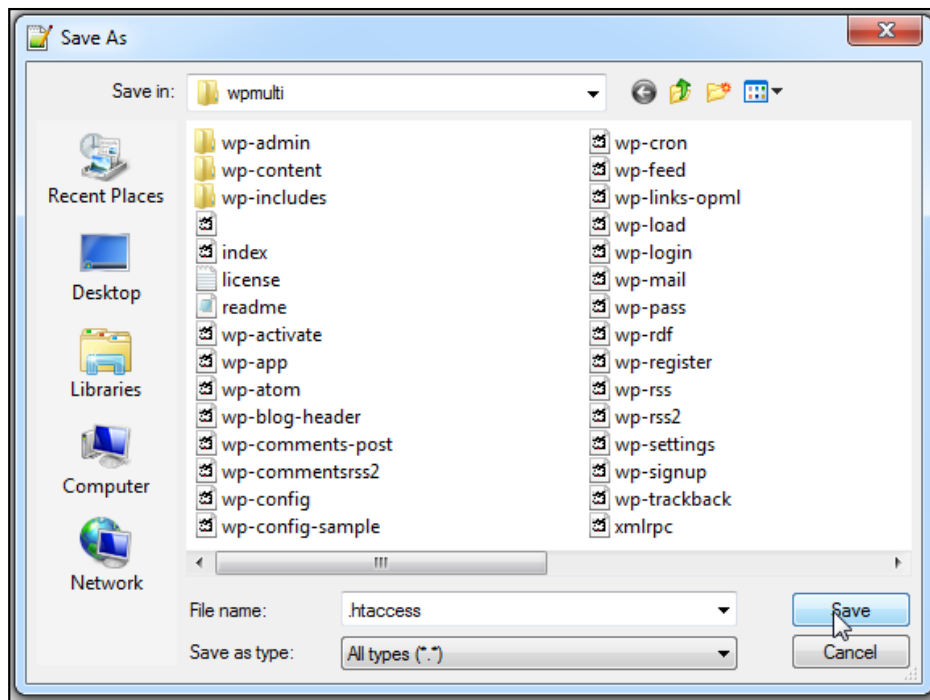 Save As
Save in:
wpmulti
Recent Places
Desktop
Libraries
Computer
Network
wp-admin
wp-content
wp-includes
index
license
readme
wp-activate
wp-app
wp-atom
wp-blog-header
wp-comments-post
wp-commentsrss2
wp-config
wp-config-sample
wp-cron
wp-feed
wp-links-opml
wp-load
wp-login
wp-mail
wp-pass
wp-rdf
wp-register
wp-rss
wp-rss2
wp-settings
wp-signup
wp-trackback
xmlrpc
File name:
.htaccess
Save
Save as type:
All types (*.*)
Cancel